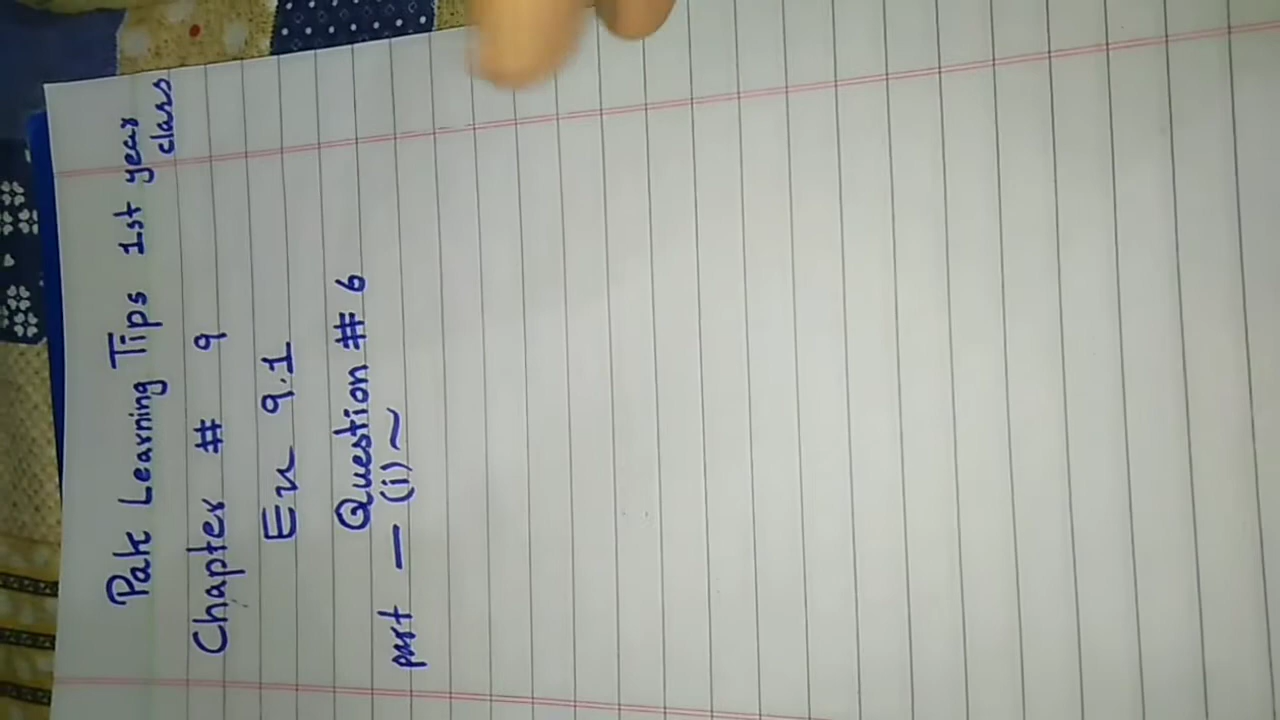 Pak Learning Tips 1st year
class
Chapter # 9
Ex 9.1
Question # 6
part — (i) ~